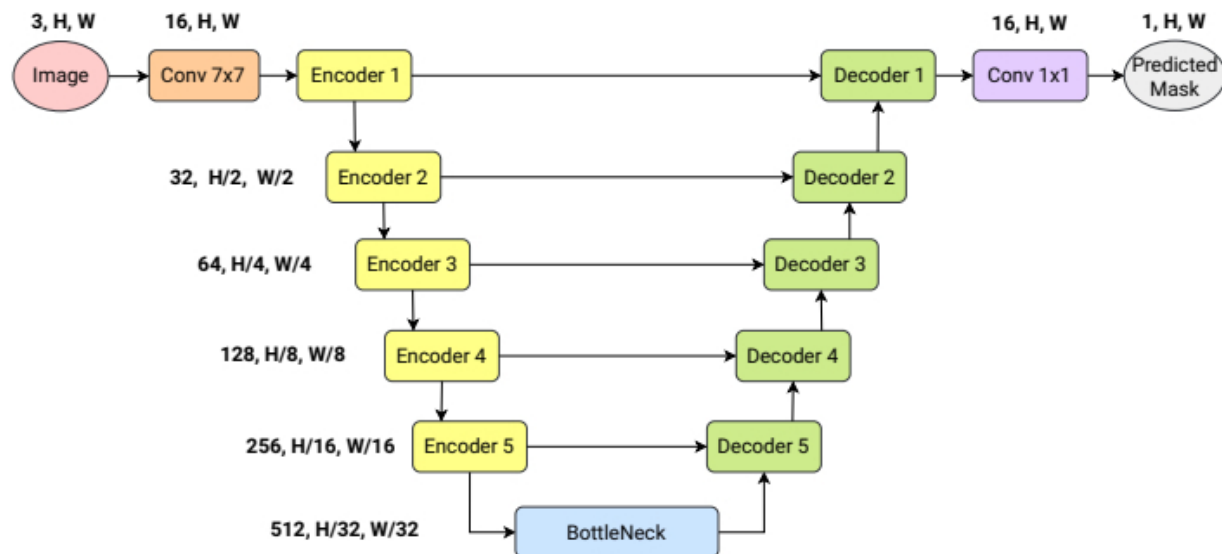 3, H, W
16, H, W
16, H, W
1, H, W
Image
Conv 7x7
Encoder 1
Decoder 1
Conv 1x1
Predicted
Mask
32, H/2, W/2
Encoder 2
Decoder 2
64, H/4, W/4
Encoder 3
Decoder 3
128, H/8, W/8
Encoder 4
Decoder 4
256, H/16, W/16
Encoder 5
Decoder 5
512, H/32, W/32
BottleNeck